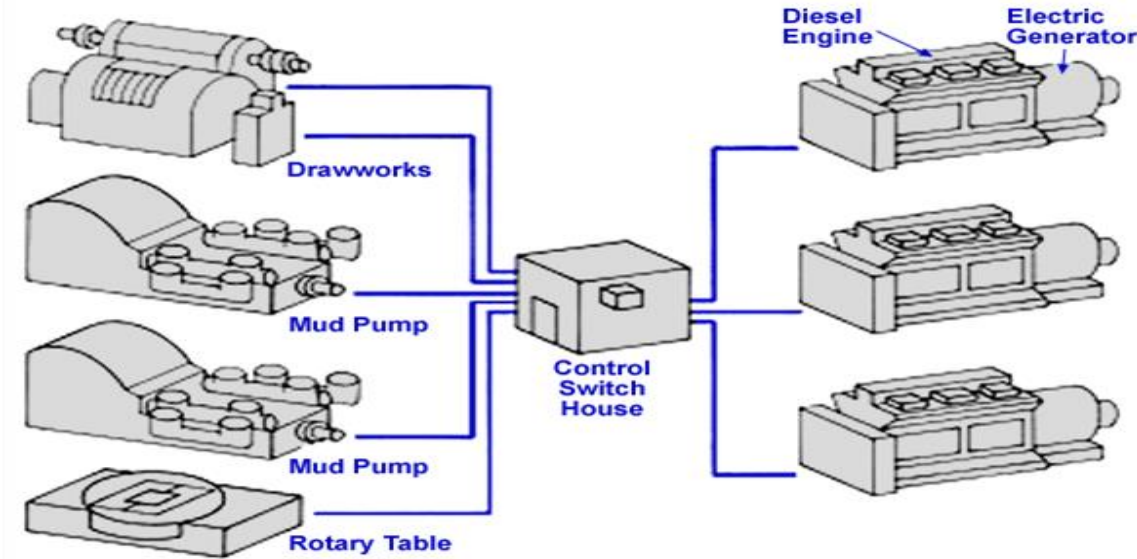 Diesel
Engine
Electric
Generator
Drawworks
Mud Pump
Control
Switch
House
Mud Pump
Rotary Table